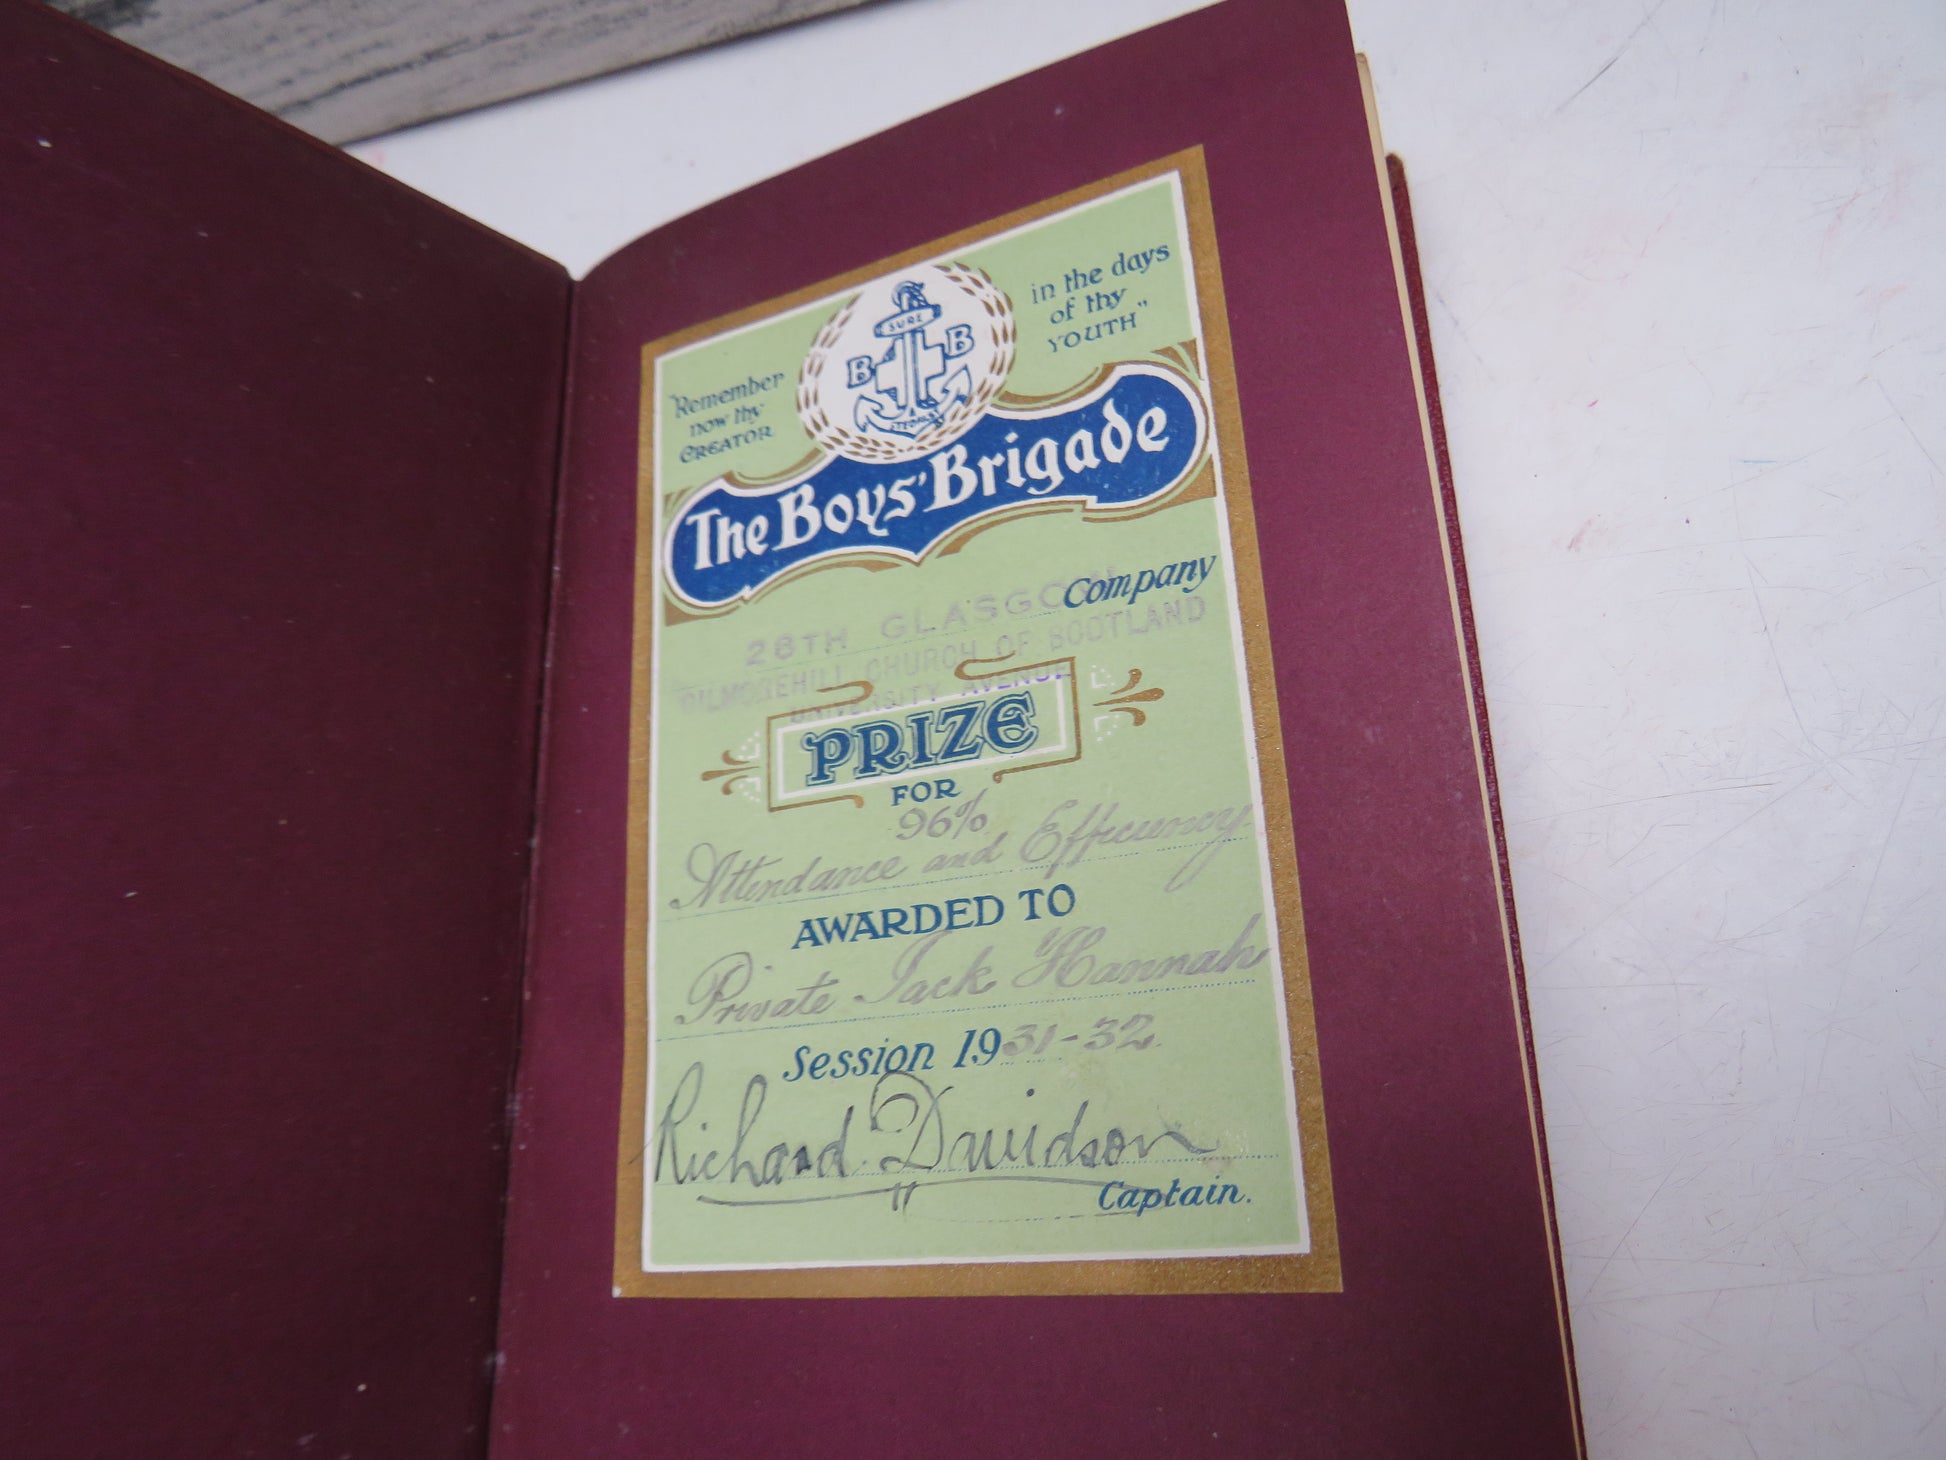 "Remember
now thy
CREATOR
in the days
of thy
YOUTH"
SURE
B B
&
STEDFAST
The Boys' Brigade
28TH GLASGOW Company
GILMOREHILL CHURCH OF SCOTLAND
UNIVERSITY AVENUE
PRIZE
FOR
96%
Attendance and Efficiency
AWARDED TO
Private Jack Hannah
Session 1931-32
Richard Davidson
Captain.